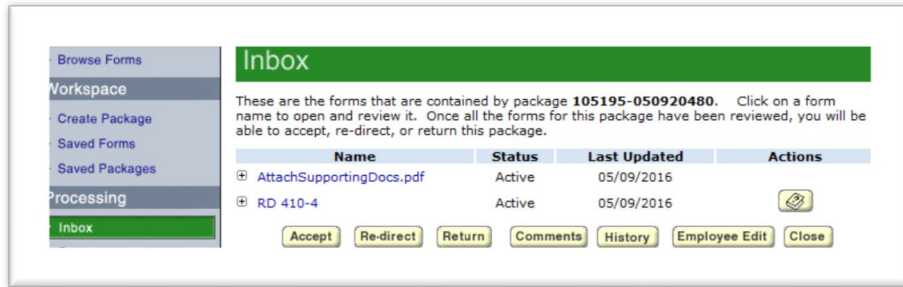 Browse Forms
Workspace
Create Package
Saved Forms
Saved Packages
Processing
Inbox
Inbox
These are the forms that are contained by package 105195-050920480. Click on a form
name to open and review it. Once all the forms for this package have been reviewed, you will be
able to accept, re-direct, or return this package.
Name Status Last Updated Actions
AttachSupportingDocs.pdf Active 05/09/2016
RD 410-4 Active 05/09/2016
Accept Re-direct Return Comments History Employee Edit Close